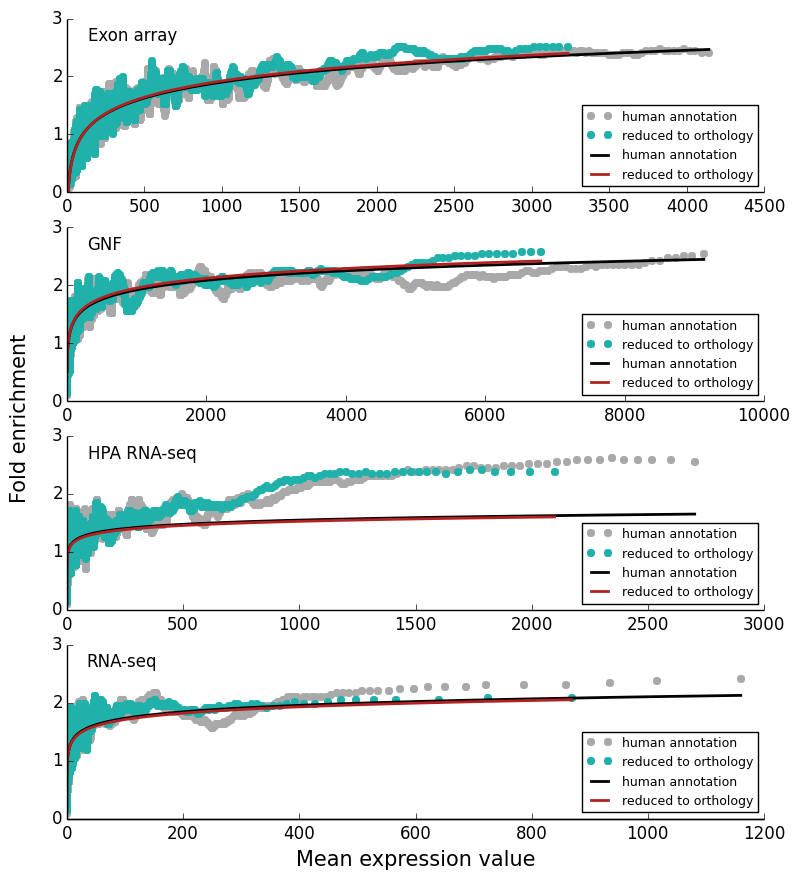 Fold enrichment
3
Exon array
2
1
0
human annotation
reduced to orthology
human annotation
reduced to orthology
0 500 1000 1500 2000 2500 3000 3500 4000 4500
3
GNF
2
1
0
human annotation
reduced to orthology
human annotation
reduced to orthology
0 2000 4000 6000 8000 10000
3
HPA RNA-seq
2
1
0
human annotation
reduced to orthology
human annotation
reduced to orthology
0 500 1000 1500 2000 2500 3000
3
RNA-seq
2
1
0
human annotation
reduced to orthology
human annotation
reduced to orthology
0 200 400 600 800 1000 1200
Mean expression value